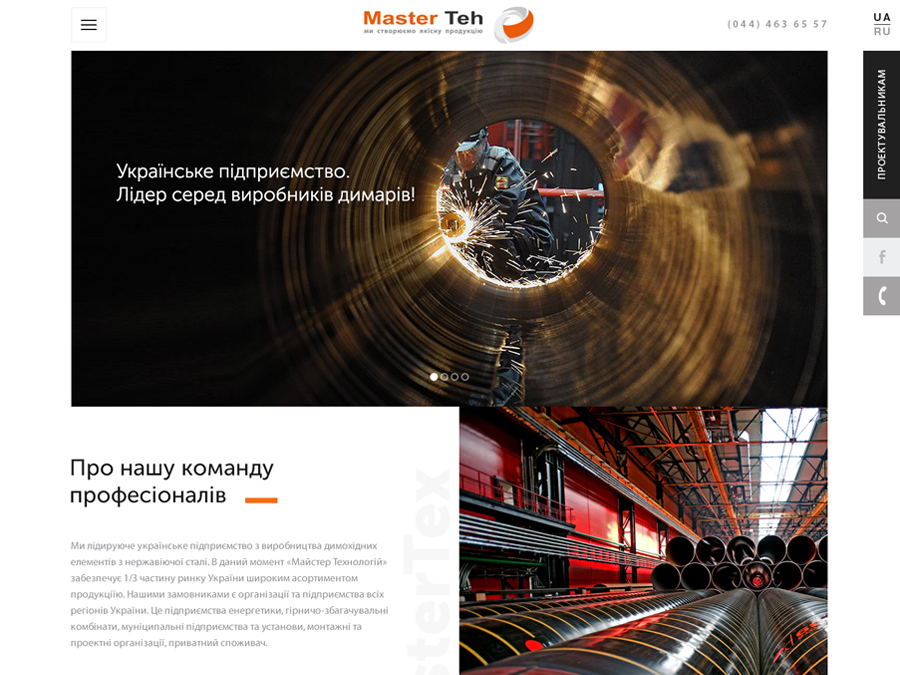 Master Teh
ми створюємо якісну продукцію
(044) 463 65 57
UA
RU
ПРОЕКТУВАЛЬНИКАМ
Українське підприємство.
Лідер серед виробників димарів!
Про нашу команду
професіоналів
Ми лідируюче українське підприємство з виробництва димохідних
елементів з нержавіючої сталі. В даний момент «Майстер Технологій»
забезпечує 1/3 частину ринку України широким асортиментом
продукціїю. Нашими замовниками є організації та підприємства всіх
регіонів України. Це підприємства енергетики, гірничо-збагачувальні
комбінати, муніципальні підприємства та установи, монтажні та
проектні організації, приватний споживач.
sterTex